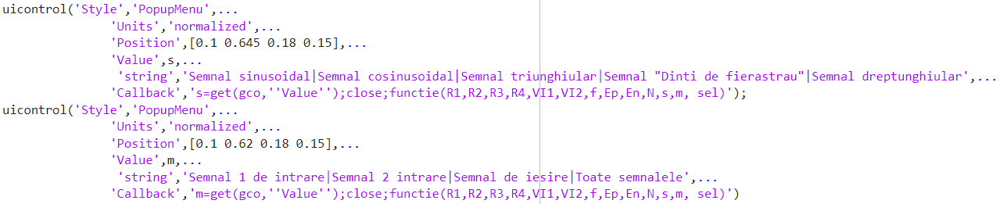 uicontrol('Style','PopupMenu',...
'Units','normalized',...
'Position',[0.1 0.645 0.18 0.15],...
'Value',s,...
'string','Semnal sinusoidal|Semnal cosinusoidal|Semnal triunghiular|Semnal "Dinti de fierastrau"|Semnal dreptunghiular',...
'Callback','s=get(gco,''Value'');close;functie(R1,R2,R3,R4,VI1,VI2,f,Ep,En,N,s,m, sel)');
uicontrol('Style','PopupMenu',...
'Units','normalized',...
'Position',[0.1 0.62 0.18 0.15],...
'Value',m,...
'string','Semnal 1 de intrare|Semnal 2 intrare|Semnal de iesire|Toate semnalele',...
'Callback','m=get(gco,''Value'');close;functie(R1,R2,R3,R4,VI1,VI2,f,Ep,En,N,s,m, sel)')